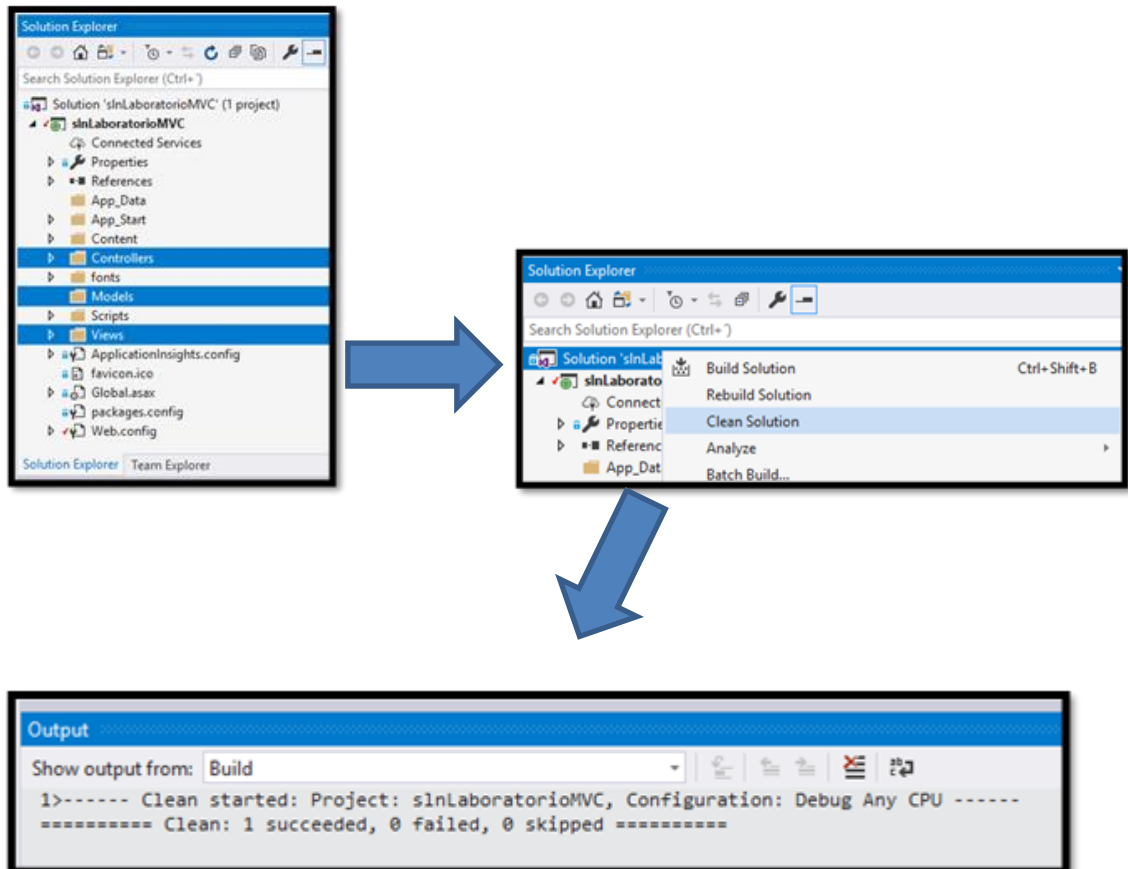 Solution Explorer
Search Solution Explorer (Ctrl+´)
Solution 'slnLaboratorioMVC' (1 project)
slnLaboratorioMVC
Connected Services
Properties
References
App_Data
App_Start
Content
Controllers
fonts
Models
Scripts
Views
ApplicationInsights.config
favicon.ico
Global.asax
packages.config
Web.config
Solution Explorer Team Explorer
Solution Explorer
Search Solution Explorer (Ctrl+´)
Solution 'slnLab
slnLaborato
Connect
Propertie
Referenc
App_Dat
Build Solution Ctrl+Shift+B
Rebuild Solution
Clean Solution
Analyze
Batch Build...
Output
Show output from: Build
1>------ Clean started: Project: slnLaboratorioMVC, Configuration: Debug Any CPU ------
========== Clean: 1 succeeded, 0 failed, 0 skipped ==========